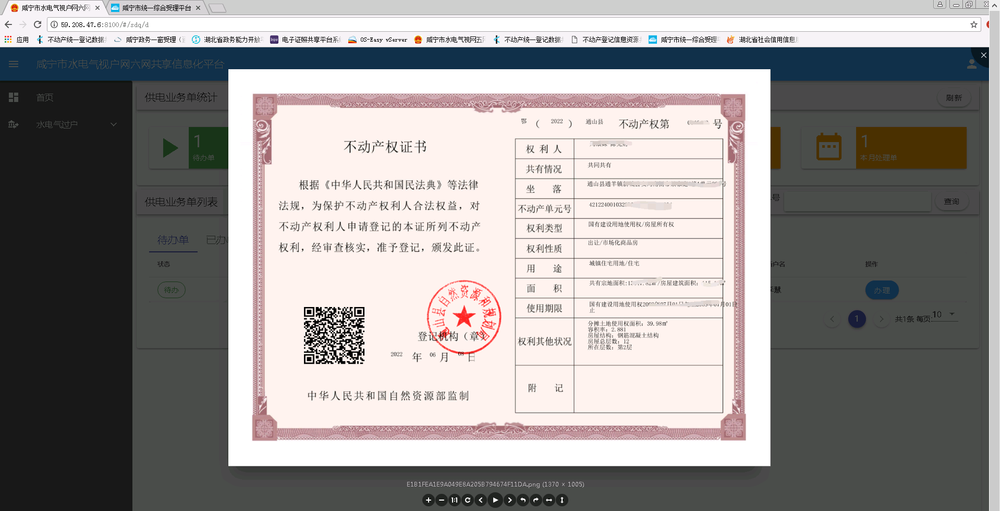 咸宁市水电气视户网六网
咸宁市统一综合受理平台
59.208.47.6:8100/#/sdq/d
应用
不动产统一登记数据
咸宁政务一窗受理
湖北省政务能力开放
电子证照共享平台系
OS-Easy vServer
咸宁市水电气视网五
不动产统一登记数据
不动产登记信息资源
咸宁市统一综合受理
湖北省社会信用信息
咸宁市水电气视户网六网共享信息化平台
首页
水电气过户
供电业务单统计
刷新
1
待办单
1
本月处理单
供电业务单列表
号
查询
待办单
已办
状态
户名
操作
待办
慧
办理
1
共1条 每页:
10
不动产权证书
根据《中华人民共和国民法典》等法律
法规，为保护不动产权利人合法权益，对
不动产权利人申请登记的本证所列不动产
权利，经审查核实，准予登记，颁发此证。
山县自然资源和规划局
登记机构（章）
2022 年 06 月 08 日
中华人民共和国自然资源部监制
鄂 （ 2022 ） 通山县 不动产权第 号
权利人
共有情况 共同共有
坐落 通山县通羊镇 号
不动产单元号 4212240010320
权利类型 国有建设用地使用权/房屋所有权
权利性质 出让/市场化商品房
用途 城镇住宅用地/住宅
面积 共有宗地面积: /房屋建筑面积: ㎡
使用期限 国有建设用地使用权 月01日
止
权利其他状况
分摊土地使用权面积: 39.98㎡
容积率: 2.881
房屋结构: 钢筋混凝土结构
房屋总层数: 12
所在层数: 第2层
附记
E1B1FEA1E9A049E8A205B794674F11DA.png (1370 × 1005)
1:1